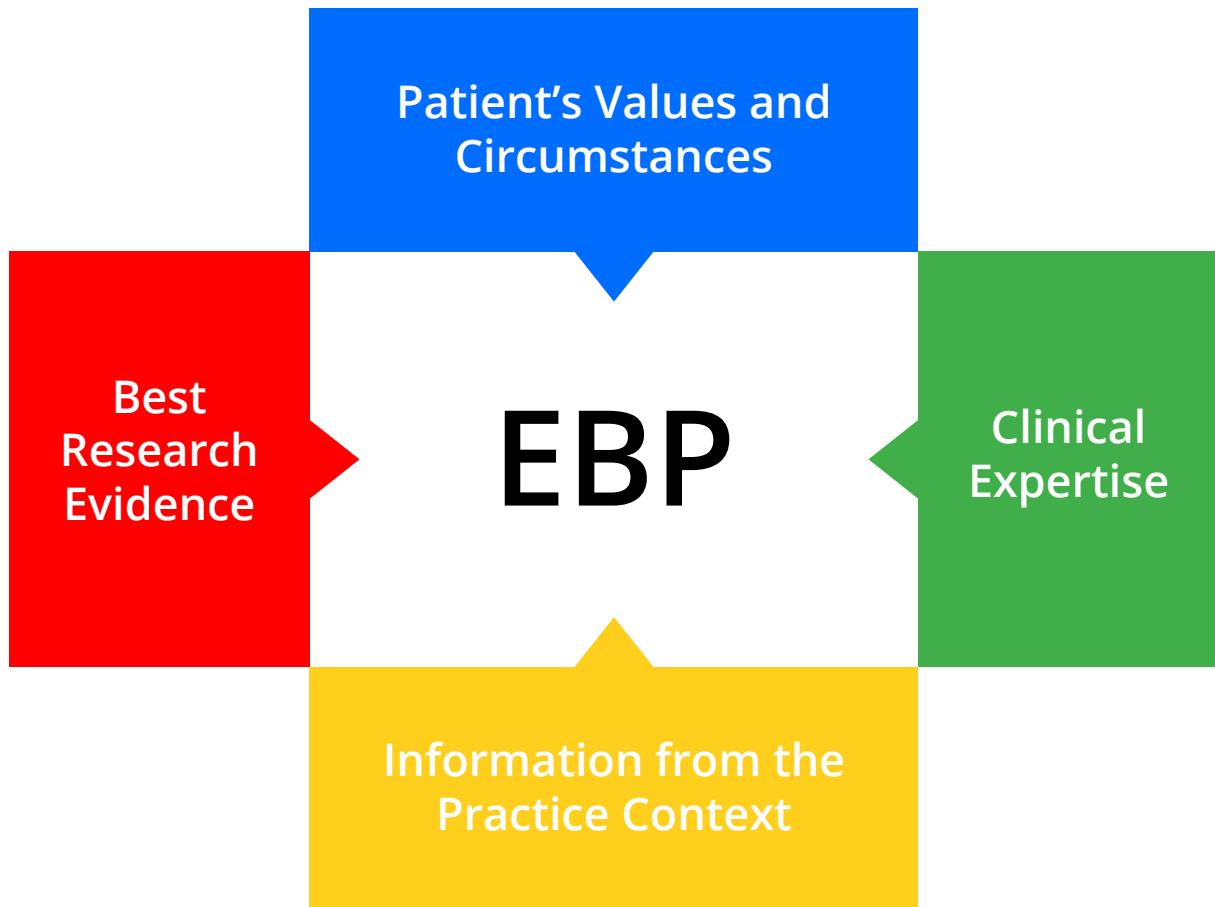 Patient’s Values and
Circumstances
Best
Research
Evidence
EBP
Clinical
Expertise
Information from the
Practice Context